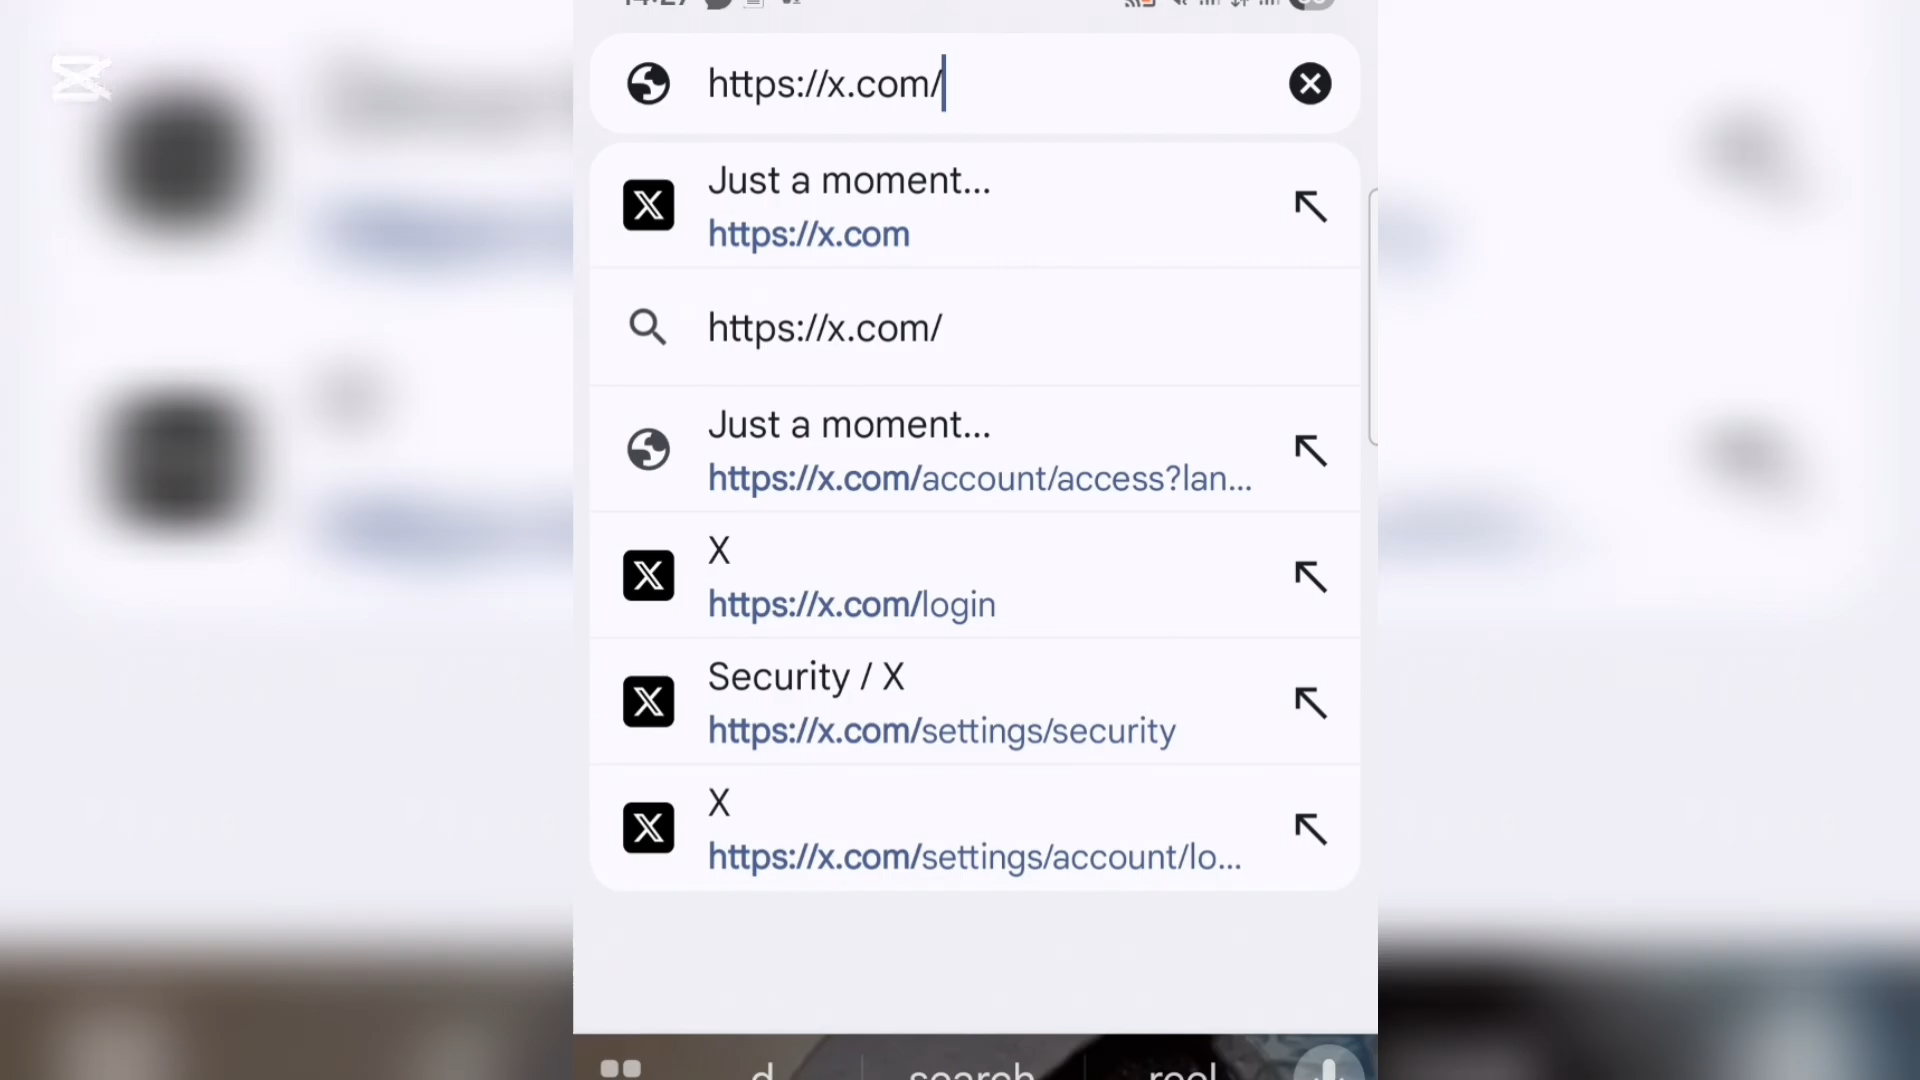 https://x.com/
Just a moment...
https://x.com
https://x.com/
Just a moment...
https://x.com/account/access?lan...
X
https://x.com/login
Security / X
https://x.com/settings/security
X
https://x.com/settings/account/lo...
d search reel